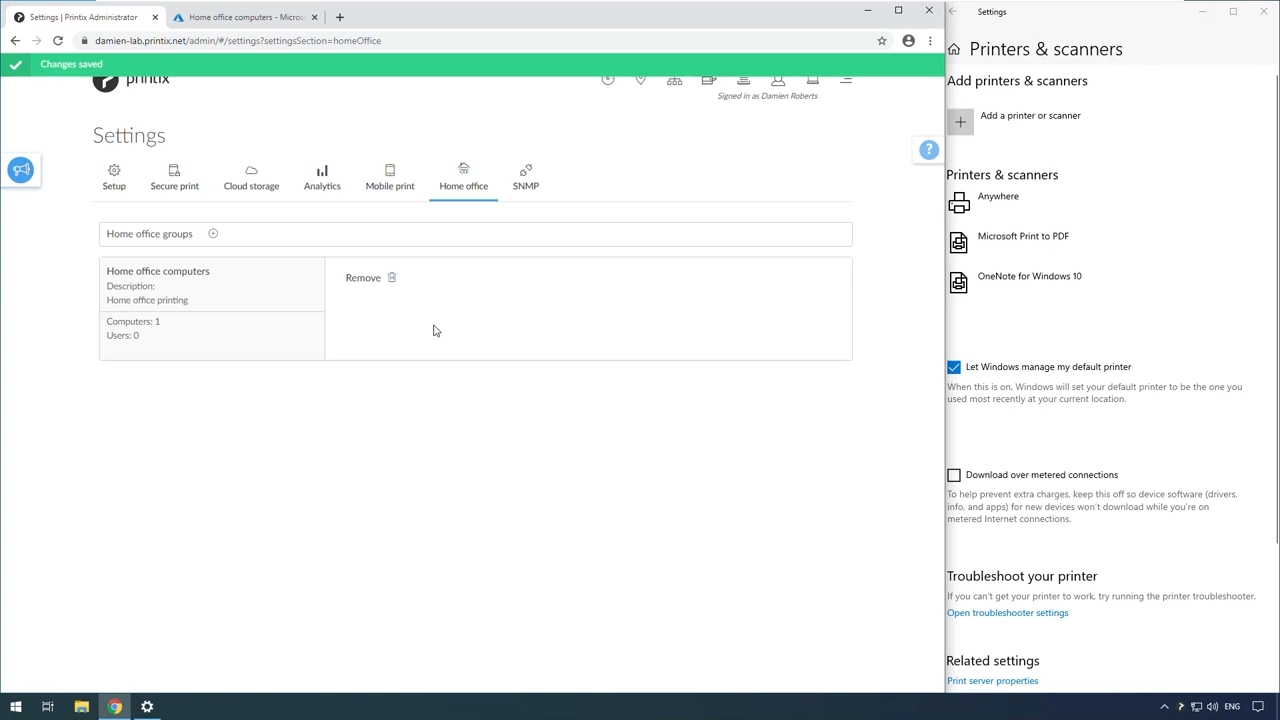 Settings | Printix Administrator
Home office computers - Micros
damien-lab.printix.net/admin/#/settings?settingsSection=homeOffice
Changes saved
printix
Signed in as Damien Roberts
Settings
Setup
Secure print
Cloud storage
Analytics
Mobile print
Home office
SNMP
Home office groups
Home office computers
Description:
Home office printing
Computers: 1
Users: 0
Remove
?
Settings
Printers & scanners
Add printers & scanners
Add a printer or scanner
Printers & scanners
Anywhere
Microsoft Print to PDF
OneNote for Windows 10
Let Windows manage my default printer
When this is on, Windows will set your default printer to be the one you
used most recently at your current location.
Download over metered connections
To help prevent extra charges, keep this off so device software (drivers,
info, and apps) for new devices won't download while you're on
metered Internet connections.
Troubleshoot your printer
If you can't get your printer to work, try running the printer troubleshooter.
Open troubleshooter settings
Related settings
Print server properties
ENG